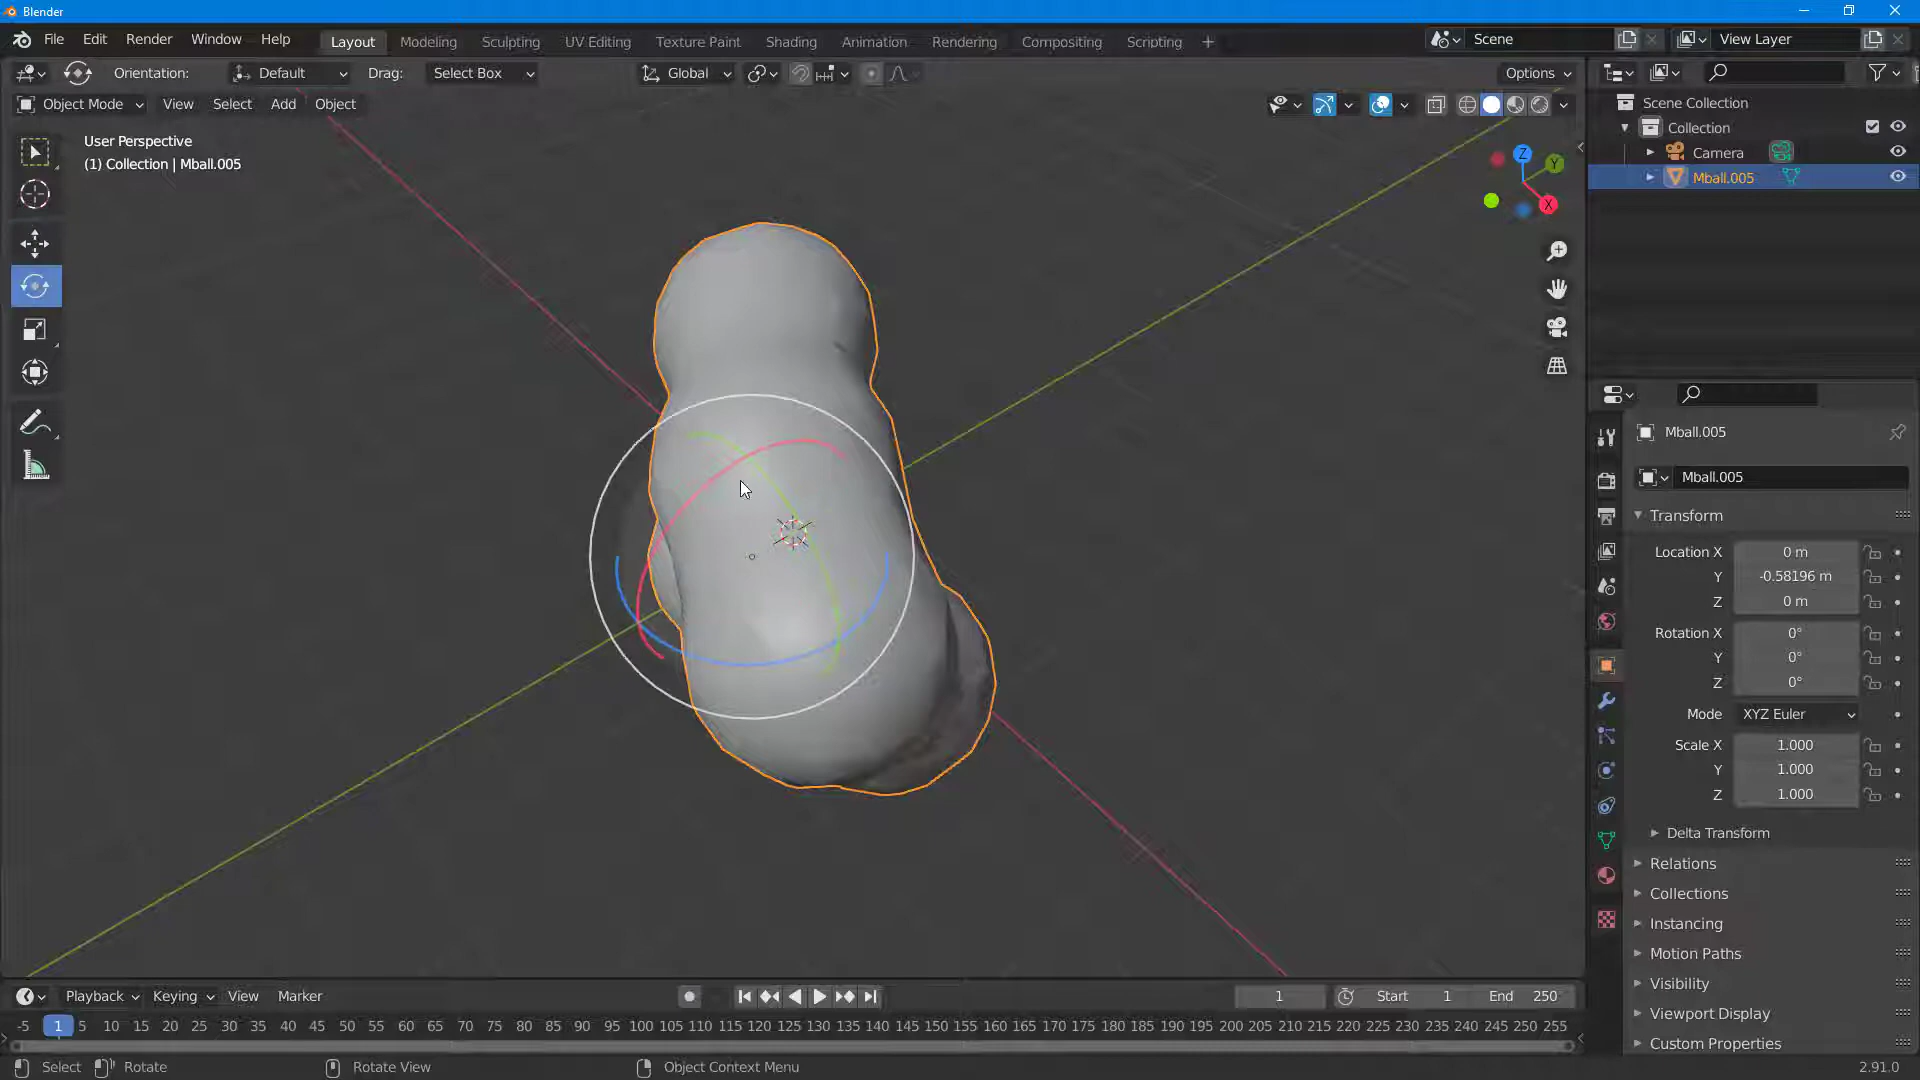 Blender
File Edit Render Window Help Layout Modeling Sculpting UV Editing Texture Paint Shading Animation Rendering Compositing Scripting + Scene View Layer
Orientation: Default Drag: Select Box Global Options
Object Mode View Select Add Object
User Perspective
(1) Collection | Mball.005
Z
Y
X
Scene Collection
Collection
Camera
Mball.005
Mball.005
Mball.005
Transform
Location X 0 m
Y -0.58196 m
Z 0 m
Rotation X 0°
Y 0°
Z 0°
Mode XYZ Euler
Scale X 1.000
Y 1.000
Z 1.000
Delta Transform
Relations
Collections
Instancing
Motion Paths
Visibility
Viewport Display
Custom Properties
Playback Keying View Marker 1 Start 1 End 250
-5 1 5 10 15 20 25 30 35 40 45 50 55 60 65 70 75 80 85 90 95 100 105 110 115 120 125 130 135 140 145 150 155 160 165 170 175 180 185 190 195 200 205 210 215 220 225 230 235 240 245 250 255
Select Rotate Rotate View Object Context Menu 2.91.0